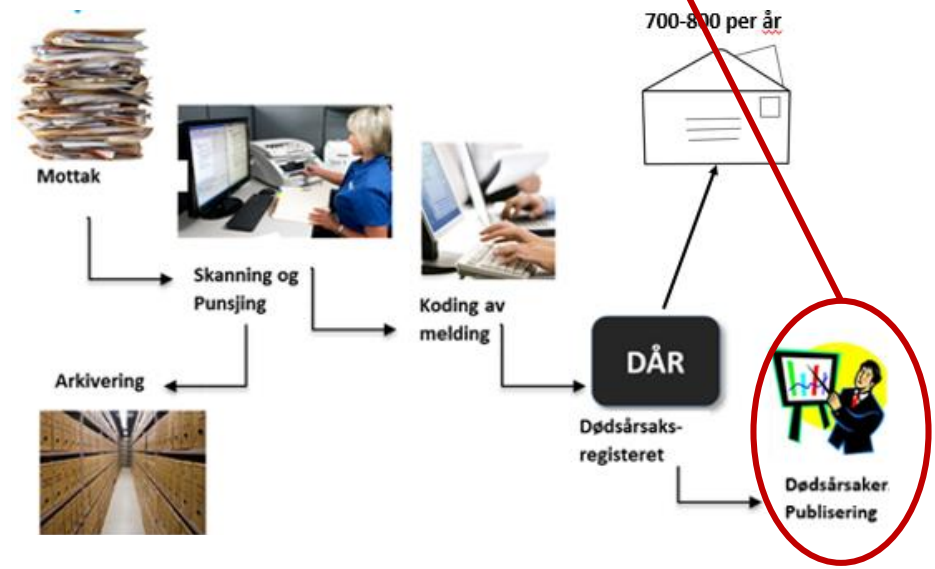 700-800 per år
Mottak
Skanning og
Punsjing
Koding av
melding
Arkivering
DÅR
Dødsårsaks-
registeret
Dødsårsaker
Publisering